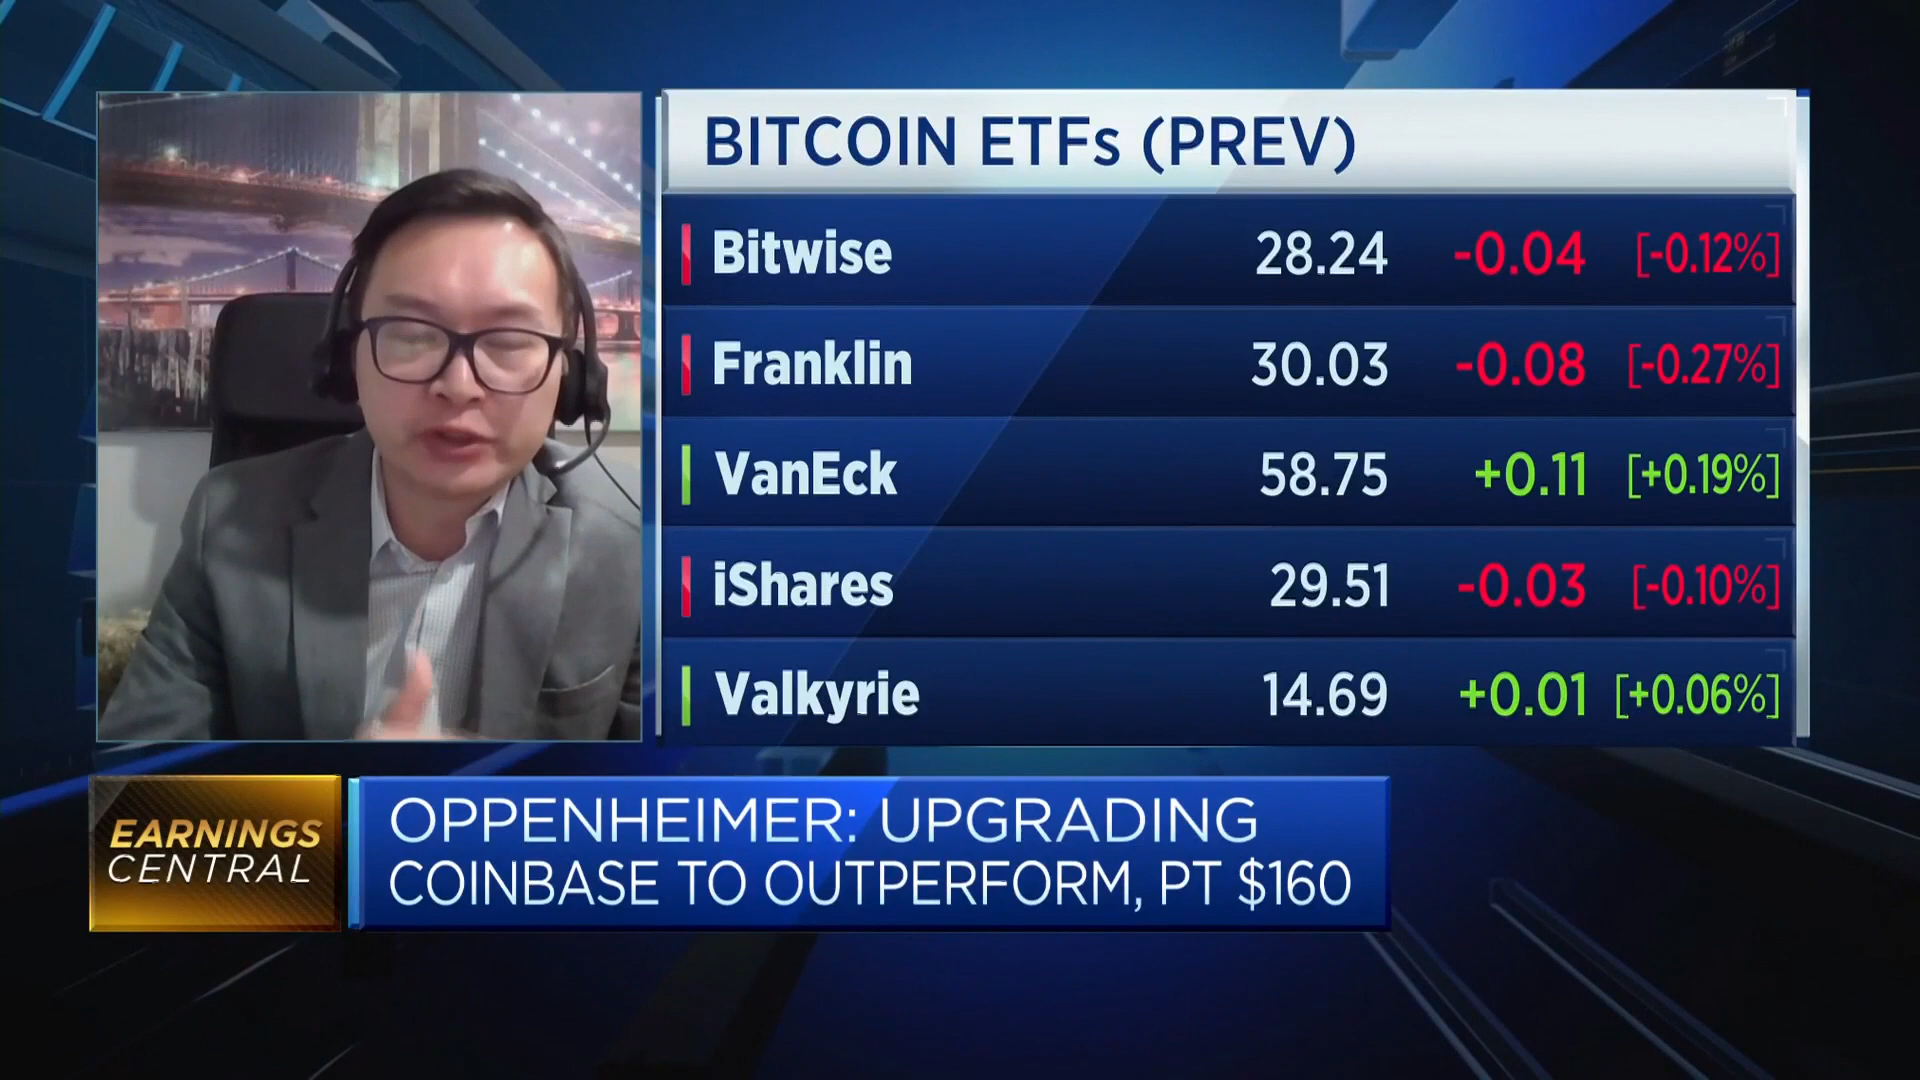 BITCOIN ETFs (PREV)
Bitwise 28.24 -0.04 [-0.12%]
Franklin 30.03 -0.08 [-0.27%]
VanEck 58.75 +0.11 [+0.19%]
iShares 29.51 -0.03 [-0.10%]
Valkyrie 14.69 +0.01 [+0.06%]
EARNINGS
CENTRAL
OPPENHEIMER: UPGRADING
COINBASE TO OUTPERFORM, PT $160